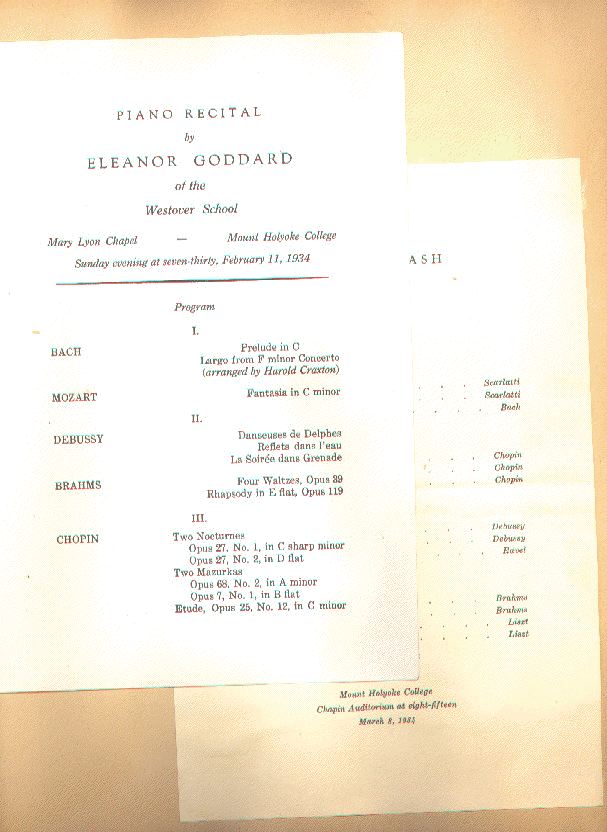 PIANO RECITAL
by
ELEANOR GODDARD
of the
Westover School
Mary Lyon Chapel — Mount Holyoke College
Sunday evening at seven-thirty, February 11, 1934
Program
I.
BACH Prelude in C
Largo from F minor Concerto
(arranged by Harold Craxton)
MOZART Fantasia in C minor
II.
DEBUSSY Danseuses de Delphes
Reflets dans l'eau
La Soirée dans Grenade
BRAHMS Four Waltzes, Opus 39
Rhapsody in E flat, Opus 119
III.
CHOPIN Two Nocturnes
Opus 27, No. 1, in C sharp minor
Opus 27, No. 2, in D flat
Two Mazurkas
Opus 68, No. 2, in A minor
Opus 7, No. 1, in B flat
Etude, Opus 25, No. 12, in C minor
ASH
. . . Scarlatti
. . . Scarlatti
. . . . Bach
. . . Chopin
. . . Chopin
. . . Chopin
. . . Debussy
. . . Debussy
. . . Ravel
. . . Brahms
. . . Brahms
. . . . Liszt
. . . . Liszt
Mount Holyoke College
Chapin Auditorium at eight-fifteen
March 8, 1934